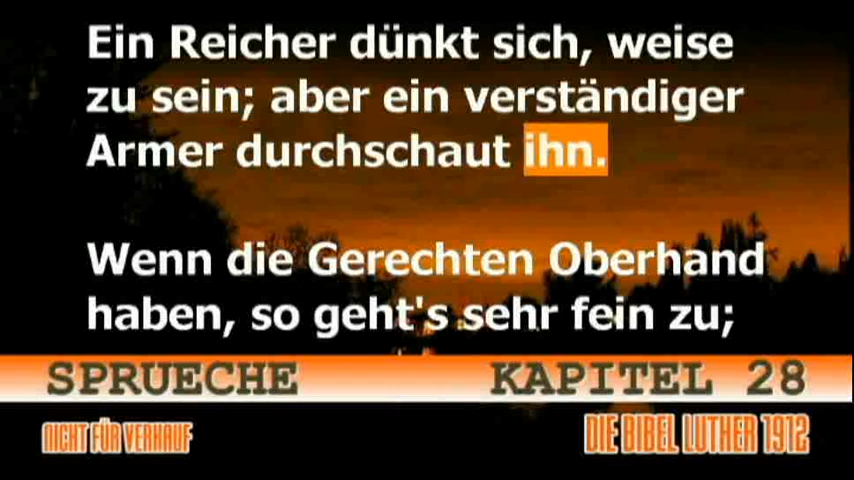 Ein Reicher dünkt sich, weise
zu sein; aber ein verständiger
Armer durchschaut ihn.
Wenn die Gerechten Oberhand
haben, so geht's sehr fein zu;
SPRUECHE KAPITEL 28
NICHT FÜR VERKAUF DIE BIBEL LUTHER 1912